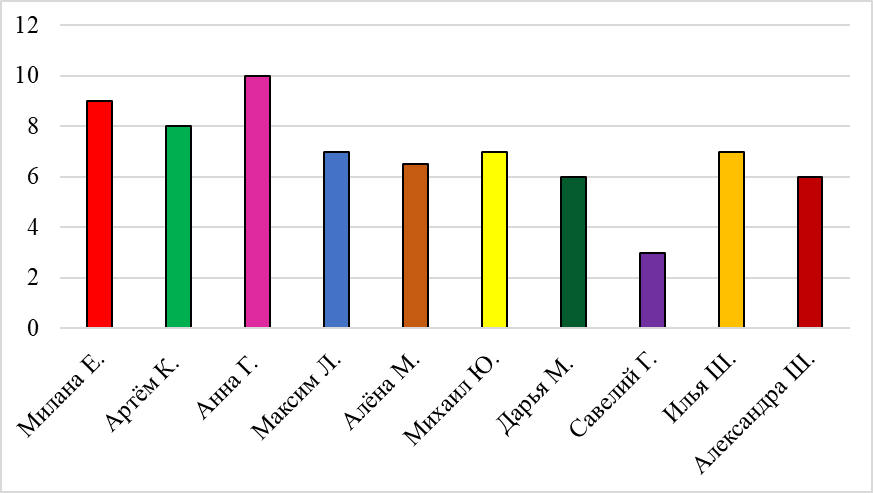 12
10
8
6
4
2
0
Милана Е.
Артём К.
Анна Г.
Максим Л.
Алёна М.
Михаил Ю.
Дарья М.
Савелий Г.
Илья Ш.
Александра Ш.